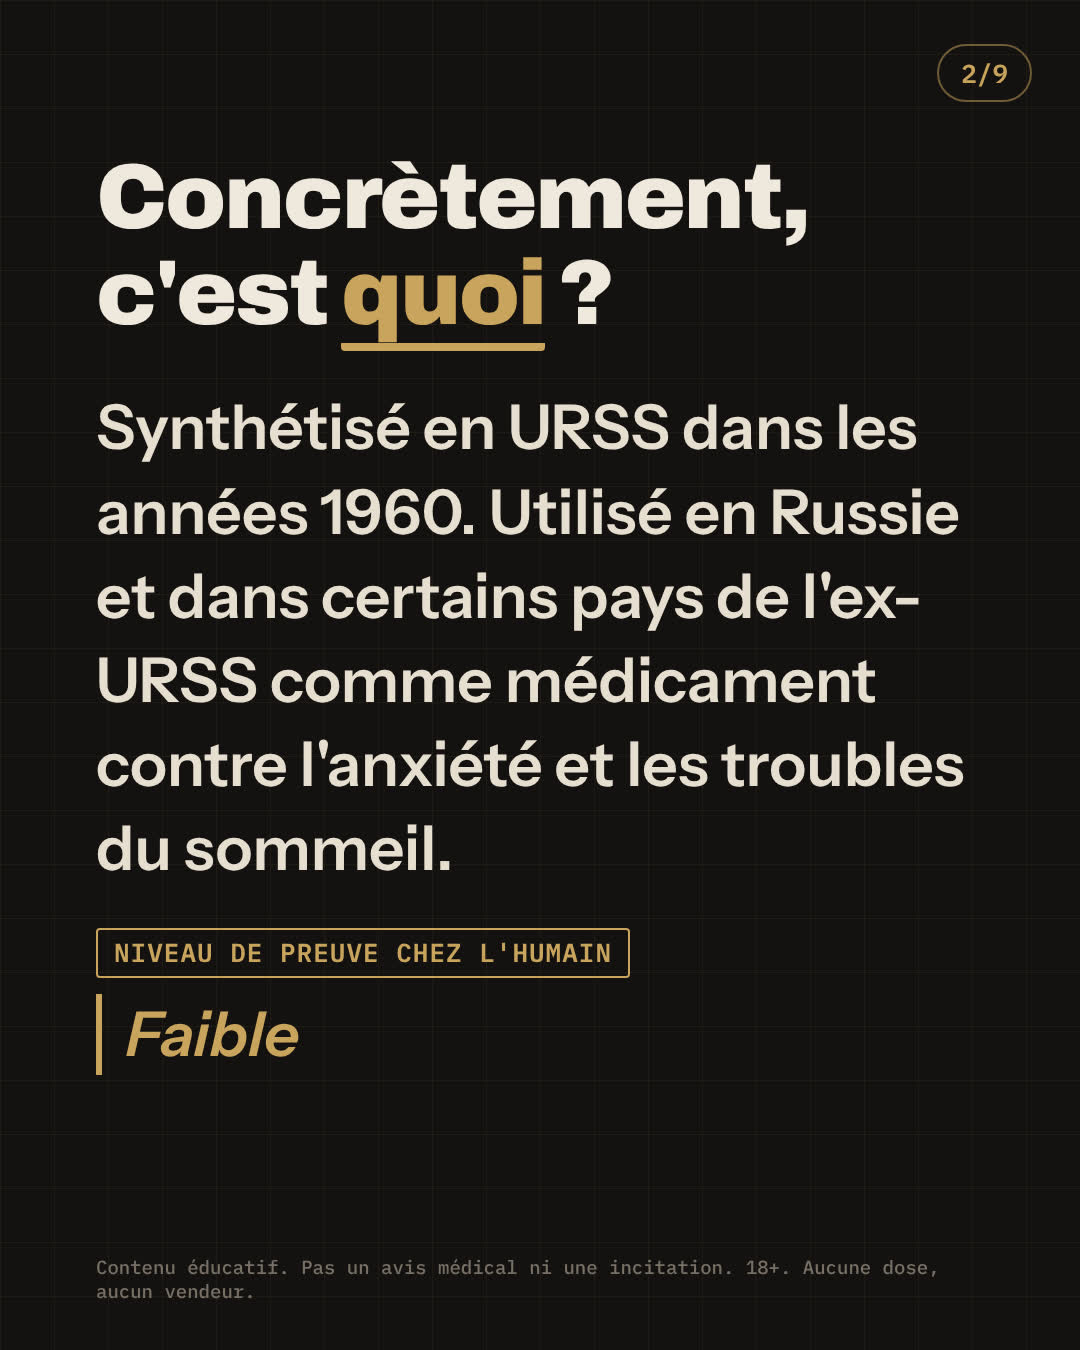 2/9
Concrètement,
c'est quoi ?
Synthétisé en URSS dans les
années 1960. Utilisé en Russie
et dans certains pays de l'ex-
URSS comme médicament
contre l'anxiété et les troubles
du sommeil.
NIVEAU DE PREUVE CHEZ L'HUMAIN
Faible
Contenu éducatif. Pas un avis médical ni une incitation. 18+. Aucune dose,
aucun vendeur.